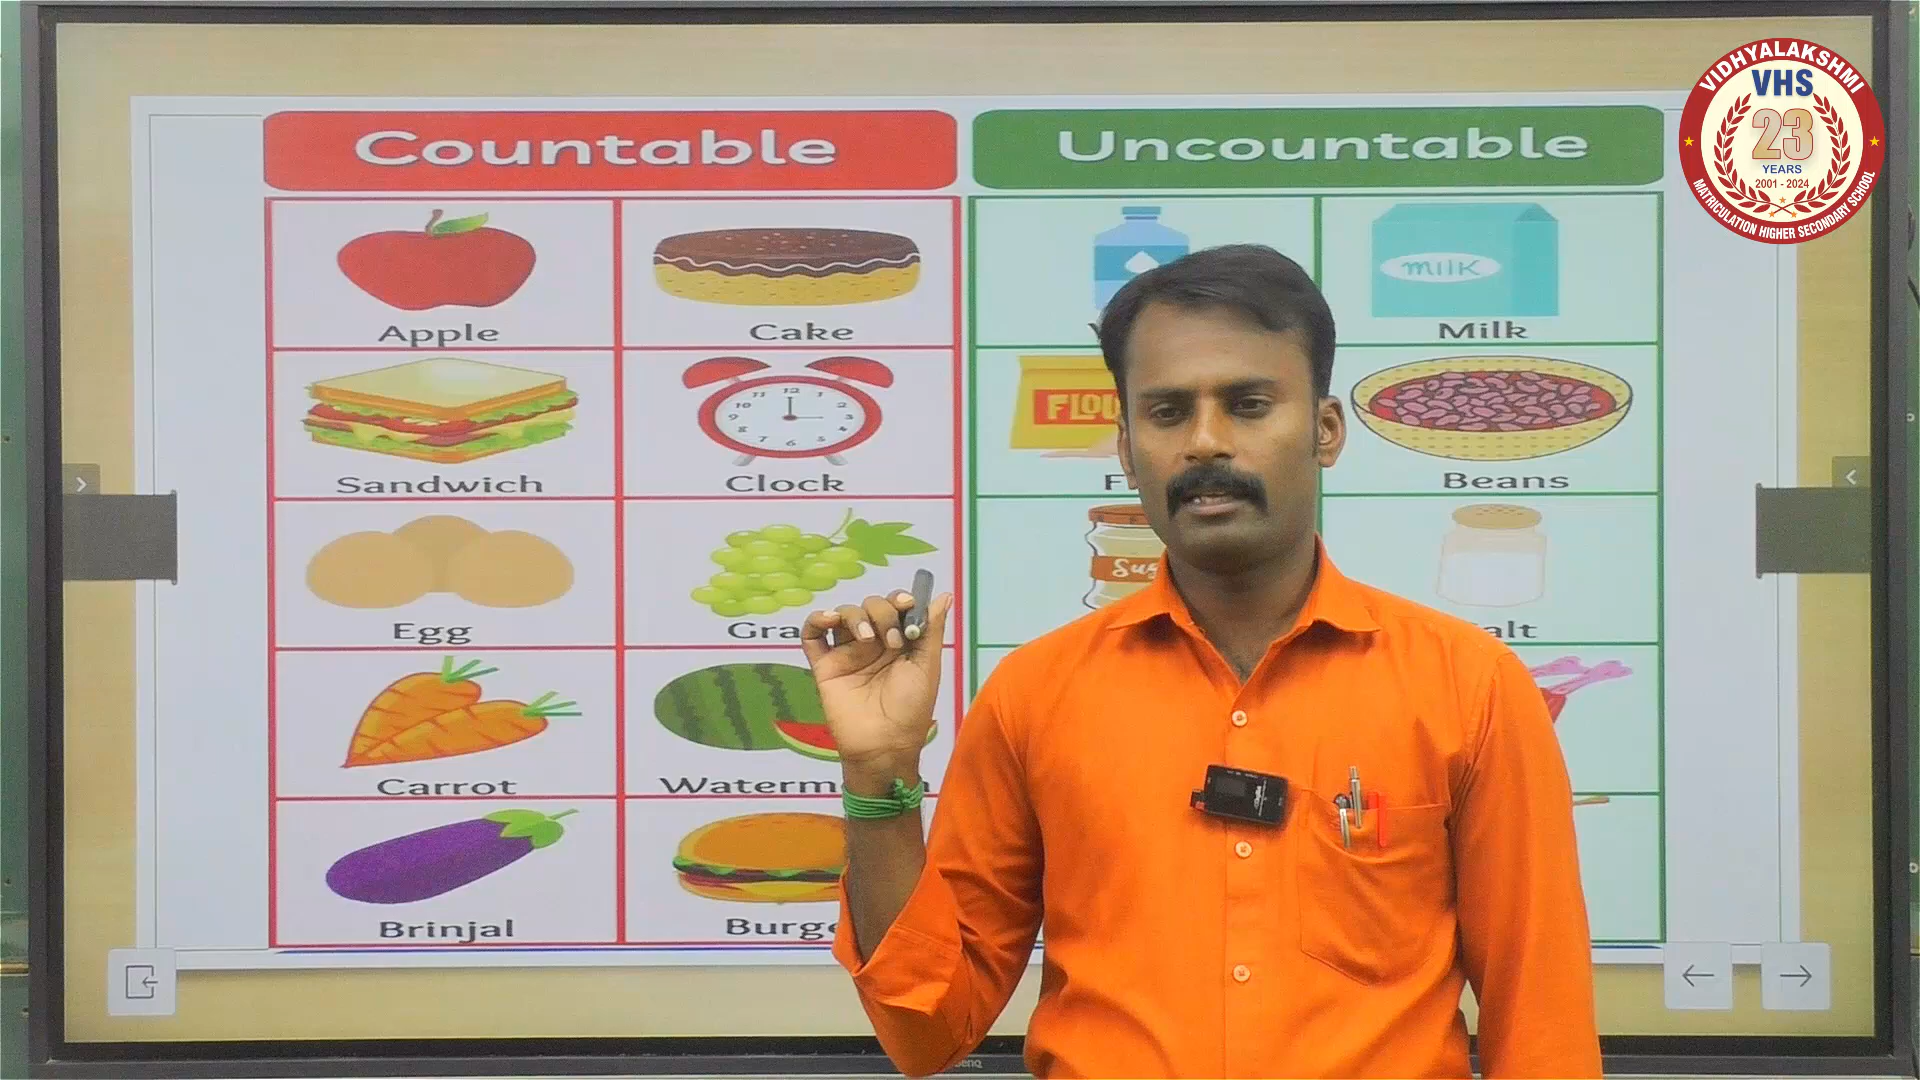 Countable
Uncountable
Apple
Cake
milk
Milk
Sandwich
Clock
Beans
Egg
Carrot
Brinjal
VIDHYALAKSHMI
VHS
23
YEARS
2001 - 2024
MATRICULATION HIGHER SECONDARY SCHOOL